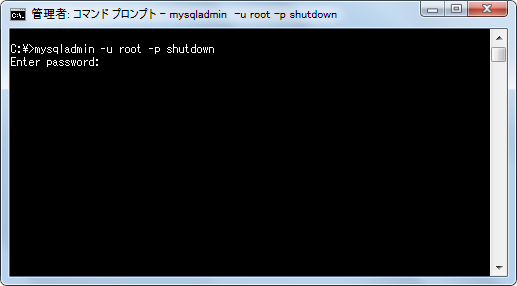 管理者: コマンド プロンプト - mysqladmin  -u root -p shutdown
C:¥>mysqladmin -u root -p shutdown
Enter password: